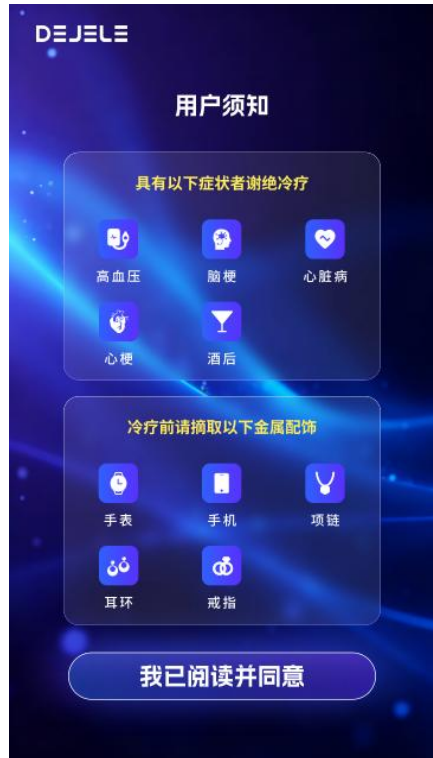 DEJELE
用户须知
具有以下症状者谢绝冷疗
高血压 脑梗 心脏病
心梗 酒后
冷疗前请摘取以下金属配饰
手表 手机 项链
耳环 戒指
我已阅读并同意